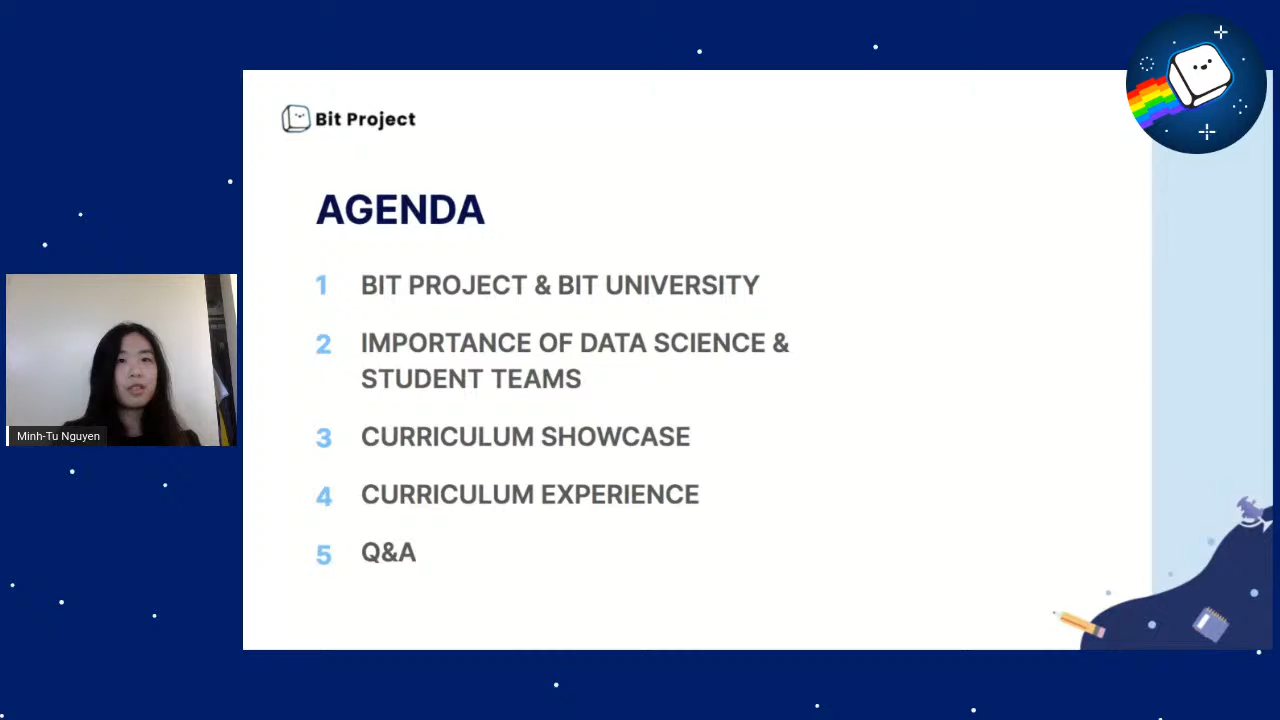 Bit Project
AGENDA
1 BIT PROJECT & BIT UNIVERSITY
2 IMPORTANCE OF DATA SCIENCE &
STUDENT TEAMS
3 CURRICULUM SHOWCASE
4 CURRICULUM EXPERIENCE
5 Q&A
Minh-Tu Nguyen